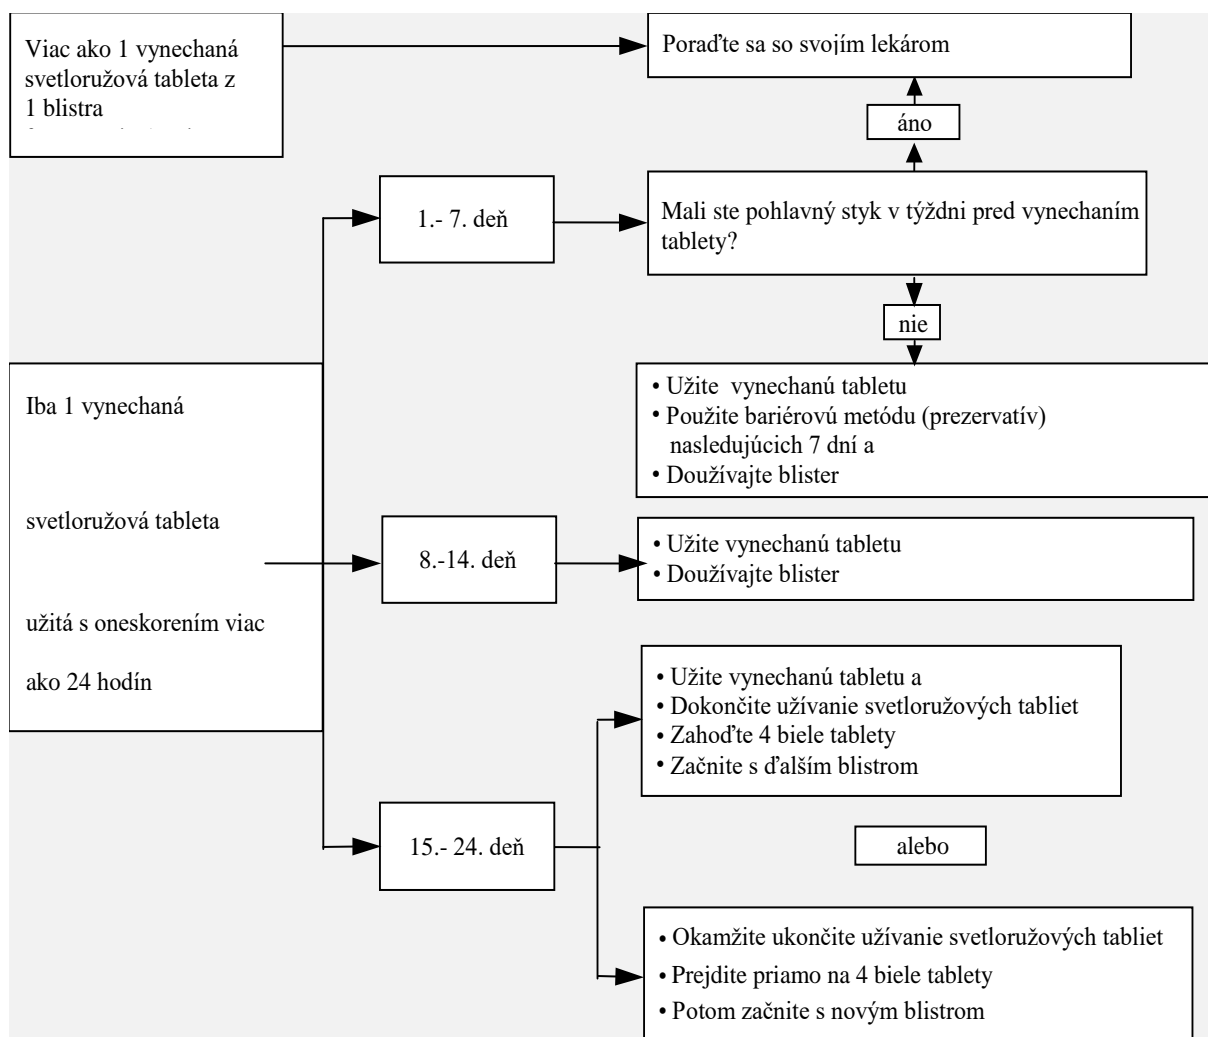 Viac ako 1 vynechaná
svetloružová tableta z
1 blistra
Poraďte sa so svojím lekárom
áno
1.- 7. deň
Mali ste pohlavný styk v týždni pred vynechaním
tablety?
nie
• Užite vynechanú tabletu
• Použite bariérovú metódu (prezervatív)
nasledujúcich 7 dní a
• Doužívajte blister
Iba 1 vynechaná
svetloružová tableta
užitá s oneskorením viac
ako 24 hodín
8.-14. deň
• Užite vynechanú tabletu
• Doužívajte blister
• Užite vynechanú tabletu a
• Dokončite užívanie svetloružových tabliet
• Zahoďte 4 biele tablety
• Začnite s ďalším blistrom
15.- 24. deň
alebo
• Okamžite ukončite užívanie svetloružových tabliet
• Prejdite priamo na 4 biele tablety
• Potom začnite s novým blistrom